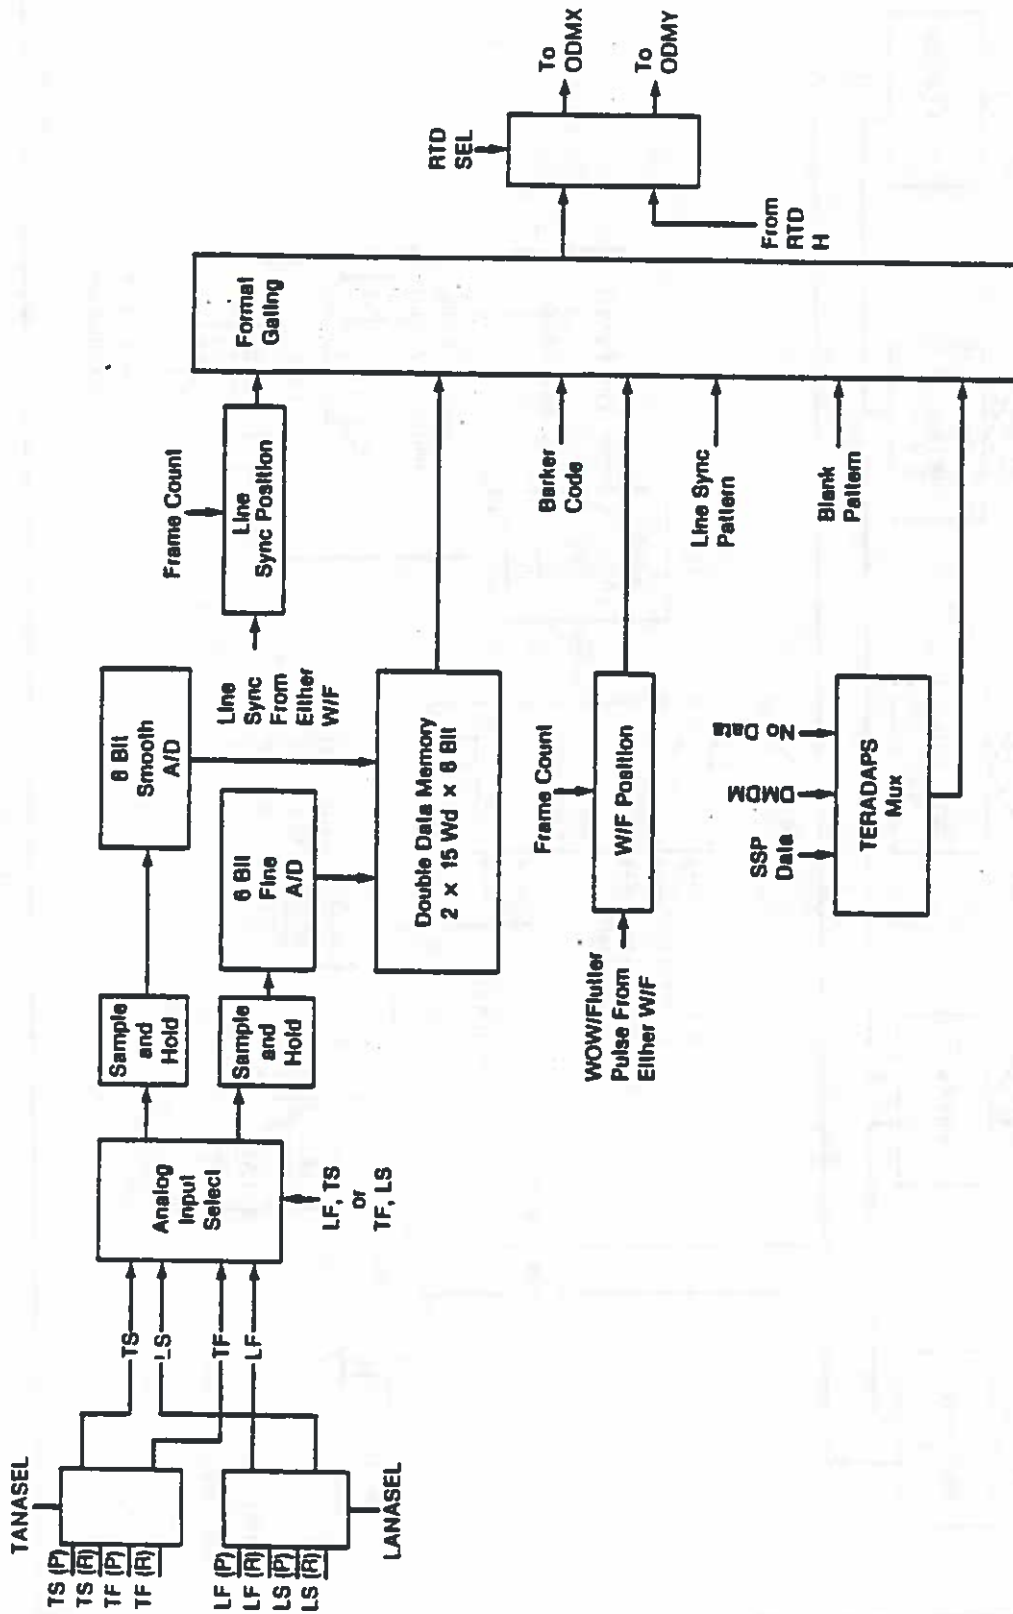 TANASEL
TS (P)
TS (R)
TF (P)
TF (R)
LF (P)
LF (R)
LS (P)
LS (R)
LANASEL
TS
LS
TF
LF
Analog
Input
Select
LF, TS
or
TF, LS
Sample
and
Hold
Sample
and
Hold
6 Bit
Smooth
A/D
6 Bit
Fine
A/D
Double Data Memory
2 x 15 Wd x 6 Bit
Frame Count
Line
Sync Position
Line
Sync
From
Either
W/F
Format
Gating
Barker
Code
Frame Count
W/F Position
WOW/Flutter
Pulse From
Either W/F
Line Sync
Pattern
Blank
Pattern
SSP
Data
DMDM
No Data
TERADAPS
Mux
RTD
SEL
From
RTD
H
To
ODMX
To
ODMY